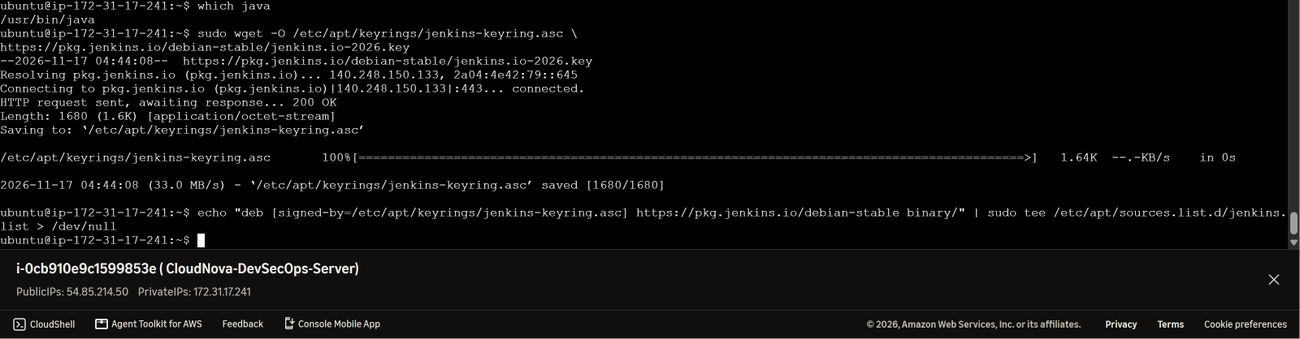 ubuntu@ip-172-31-17-241:~$ which java
/usr/bin/java
ubuntu@ip-172-31-17-241:~$ sudo wget -O /etc/apt/keyrings/jenkins-keyring.asc \
https://pkg.jenkins.io/debian-stable/jenkins.io-2026.key
--2026-11-17 04:44:08--  https://pkg.jenkins.io/debian-stable/jenkins.io-2026.key
Resolving pkg.jenkins.io (pkg.jenkins.io)... 140.248.150.133, 2a04:4e42:79::645
Connecting to pkg.jenkins.io (pkg.jenkins.io)|140.248.150.133|:443... connected.
HTTP request sent, awaiting response... 200 OK
Length: 1680 (1.6K) [application/octet-stream]
Saving to: ‘/etc/apt/keyrings/jenkins-keyring.asc’
/etc/apt/keyrings/jenkins-keyring.asc      100%[===========================================================================================>]   1.64K  --.-KB/s    in 0s
2026-11-17 04:44:08 (33.0 MB/s) - ‘/etc/apt/keyrings/jenkins-keyring.asc’ saved [1680/1680]
ubuntu@ip-172-31-17-241:~$ echo "deb [signed-by=/etc/apt/keyrings/jenkins-keyring.asc] https://pkg.jenkins.io/debian-stable binary/" | sudo tee /etc/apt/sources.list.d/jenkins.
list > /dev/null
ubuntu@ip-172-31-17-241:~$
i-0cb910e9c1599853e ( CloudNova-DevSecOps-Server)
PublicIPs: 54.85.214.50   PrivateIPs: 172.31.17.241
CloudShell   Agent Toolkit for AWS   Feedback   Console Mobile App   © 2026, Amazon Web Services, Inc. or its affiliates.   Privacy   Terms   Cookie preferences